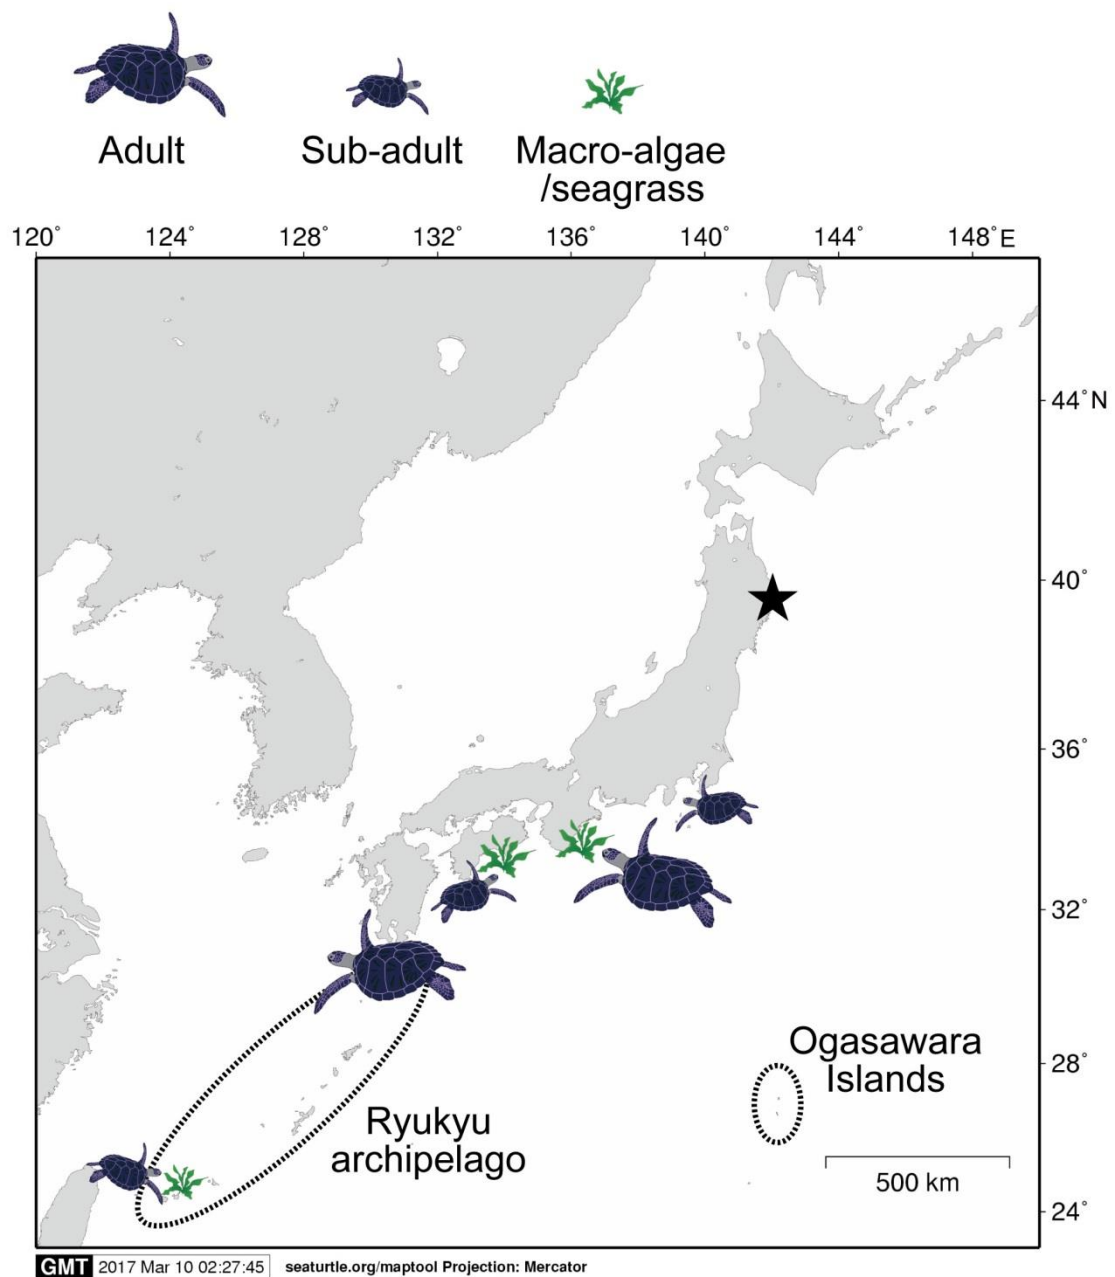 Adult
Sub-adult
Macro-algae
/seagrass
120° 124° 128° 132° 136° 140° 144° 148° E
44° N
40°
36°
32°
28°
24°
Ogasawara
Islands
Ryukyu
archipelago
500 km
GMT 2017 Mar 10 02:27:45 seaturtle.org/maptool Projection: Mercator